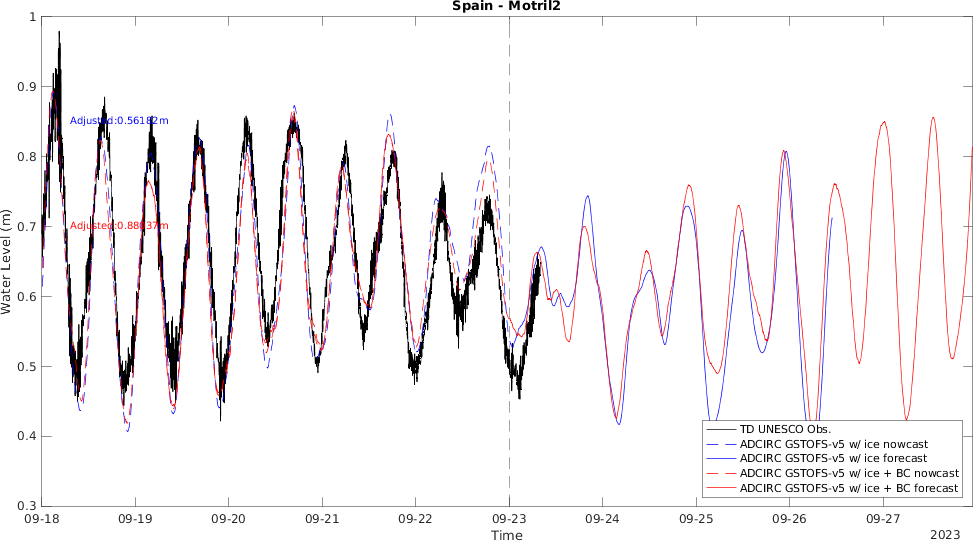 Spain - Motril2
1
0.9
0.8
0.7
0.6
0.5
0.4
0.3
Water Level (m)
Adjusted:0.56182m
TD UNESCO Obs.
ADCIRC GSTOFS-v5 w/ ice nowcast
ADCIRC GSTOFS-v5 w/ ice forecast
ADCIRC GSTOFS-v5 w/ ice + BC nowcast
ADCIRC GSTOFS-v5 w/ ice + BC forecast
09-18 09-19 09-20 09-21 09-22 09-23 09-24 09-25 09-26 09-27
Time
2023